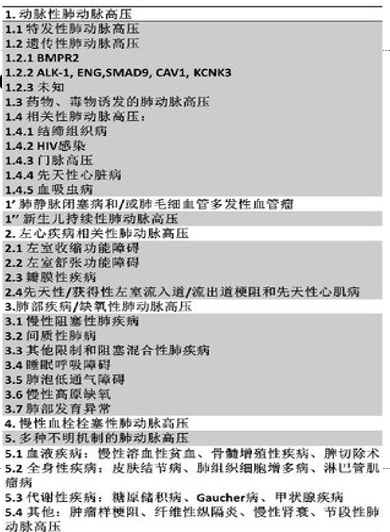 1. 动脉性肺动脉高压
1.1 特发性肺动脉高压
1.2 遗传性肺动脉高压
1.2.1 BMPR2
1.2.2 ALK-1, ENG,SMAD9, CAV1, KCNK3
1.2.3 未知
1.3 药物、毒物诱发的肺动脉高压
1.4 相关性肺动脉高压：
1.4.1 结缔组织病
1.4.2 HIV感染
1.4.3 门脉高压
1.4.4 先天性心脏病
1.4.5 血吸虫病
1’ 肺静脉闭塞病和/或肺毛细血管多发性血管瘤
1’’ 新生儿持续性肺动脉高压
2. 左心疾病相关性肺动脉高压
2.1 左室收缩功能障碍
2.2 左室舒张功能障碍
2.3 瓣膜性疾病
2.4先天性/获得性左室流入道/流出道梗阻和先天性心肌病
3.肺部疾病/缺氧性肺动脉高压
3.1 慢性阻塞性肺疾病
3.2 间质性肺病
3.3 其他限制和阻塞混合性肺疾病
3.4 睡眠呼吸障碍
3.5 肺泡低通气障碍
3.6 慢性高原缺氧
3.7 肺部发育异常
4. 慢性血栓栓塞性肺动脉高压
5. 多种不明机制的肺动脉高压
5.1 血液疾病：慢性溶血性贫血、骨髓增殖性疾病、脾切除术
5.2 全身性疾病：皮肤结节病、肺组织细胞增多病、淋巴管肌
瘤病
5.3 代谢性疾病：糖原储积病、Gaucher病、甲状腺疾病
5.4 其他：肿瘤样梗阻、纤维性纵隔炎、慢性肾衰、节段性肺
动脉高压